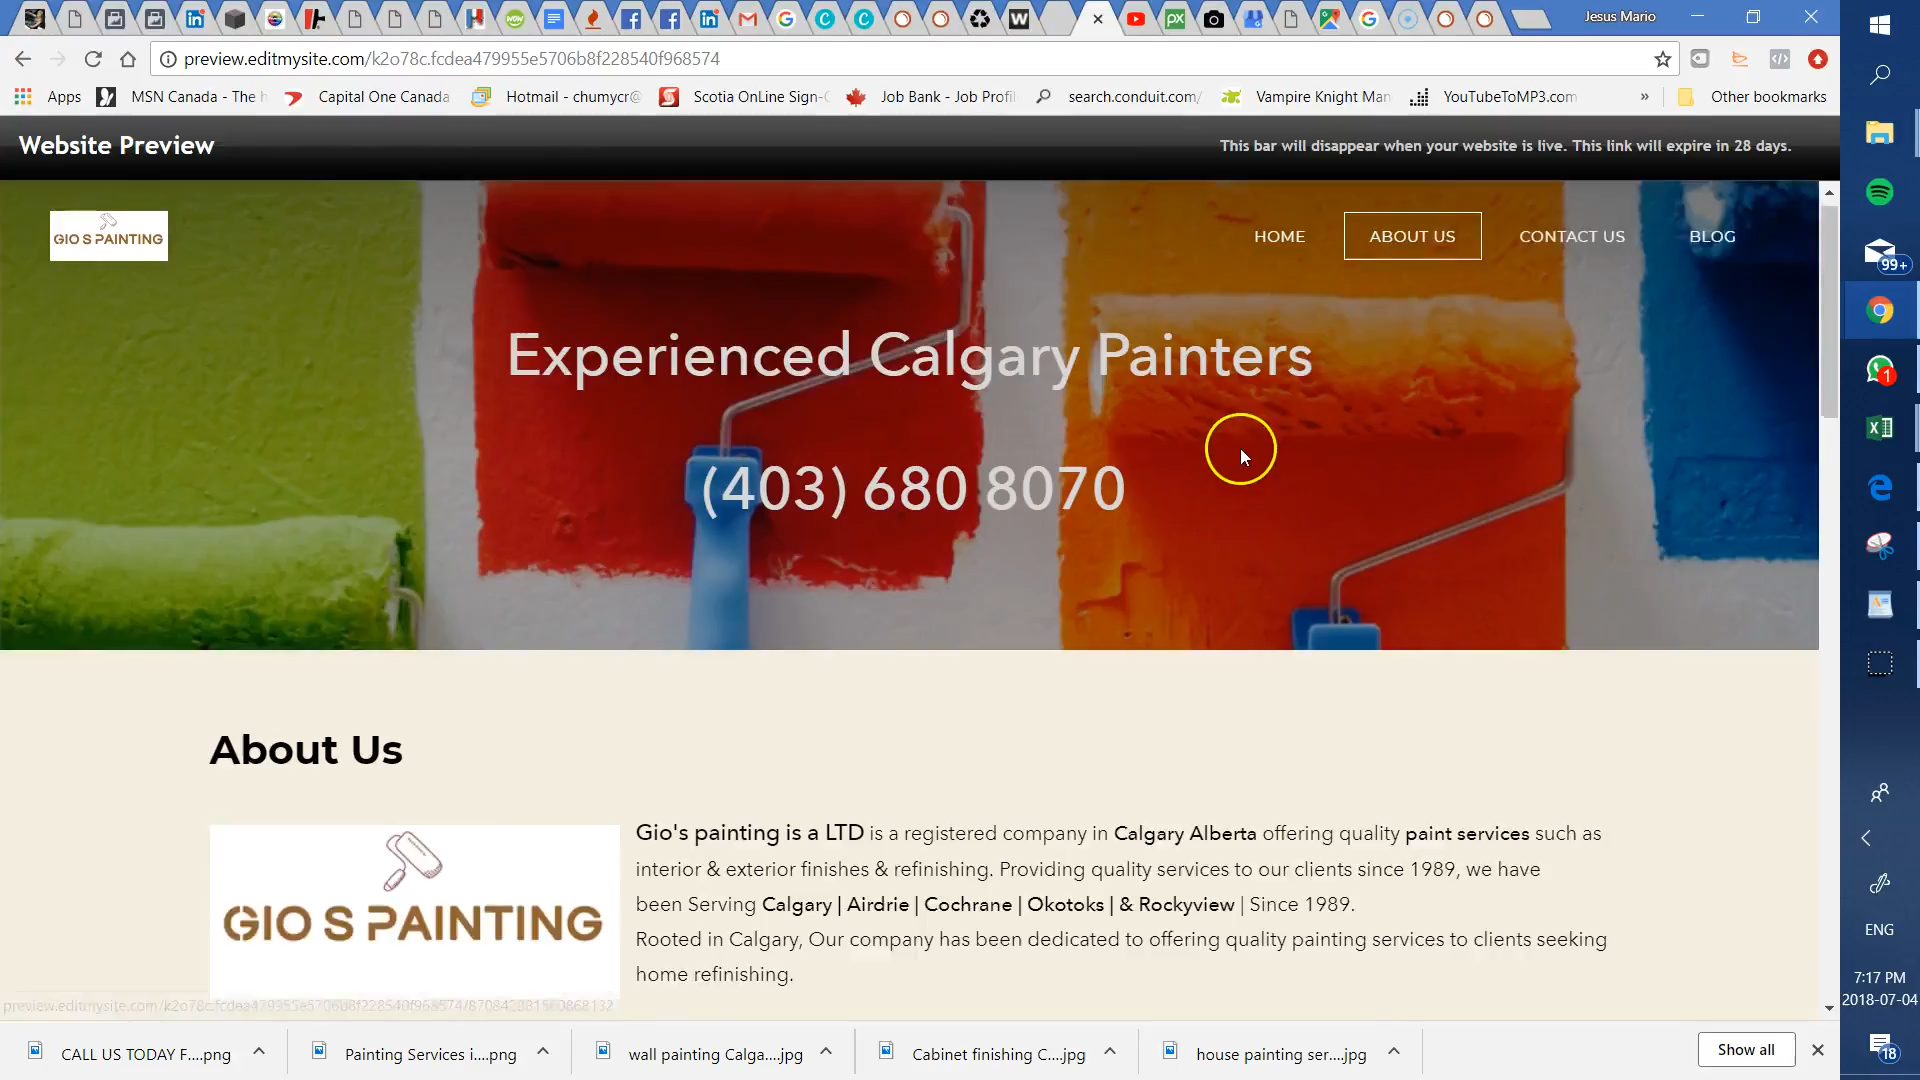 Jesus Mario
preview.editmysite.com/k2o78c.fcdea479955e5706b8f228540f968574
Apps
MSN Canada - The h
Capital One Canada
Hotmail - chumycr@
Scotia OnLine Sign-
Job Bank - Job Profi
search.conduit.com/
Vampire Knight Man
YouTubeToMP3.com
»
Other bookmarks
Website Preview
This bar will disappear when your website is live. This link will expire in 28 days.
GIO S PAINTING
HOME
ABOUT US
CONTACT US
BLOG
99+
Experienced Calgary Painters
1
(403) 680 8070
About Us
GIO S PAINTING
Gio's painting is a LTD is a registered company in Calgary Alberta offering quality paint services such as
interior & exterior finishes & refinishing. Providing quality services to our clients since 1989, we have
been Serving Calgary | Airdrie | Cochrane | Okotoks | & Rockyview | Since 1989.
Rooted in Calgary, Our company has been dedicated to offering quality painting services to clients seeking
home refinishing.
ENG
7:17 PM
2018-07-04
CALL US TODAY F....png
Painting Services i....png
wall painting Calga....jpg
Cabinet finishing C....jpg
house painting ser....jpg
Show all
18